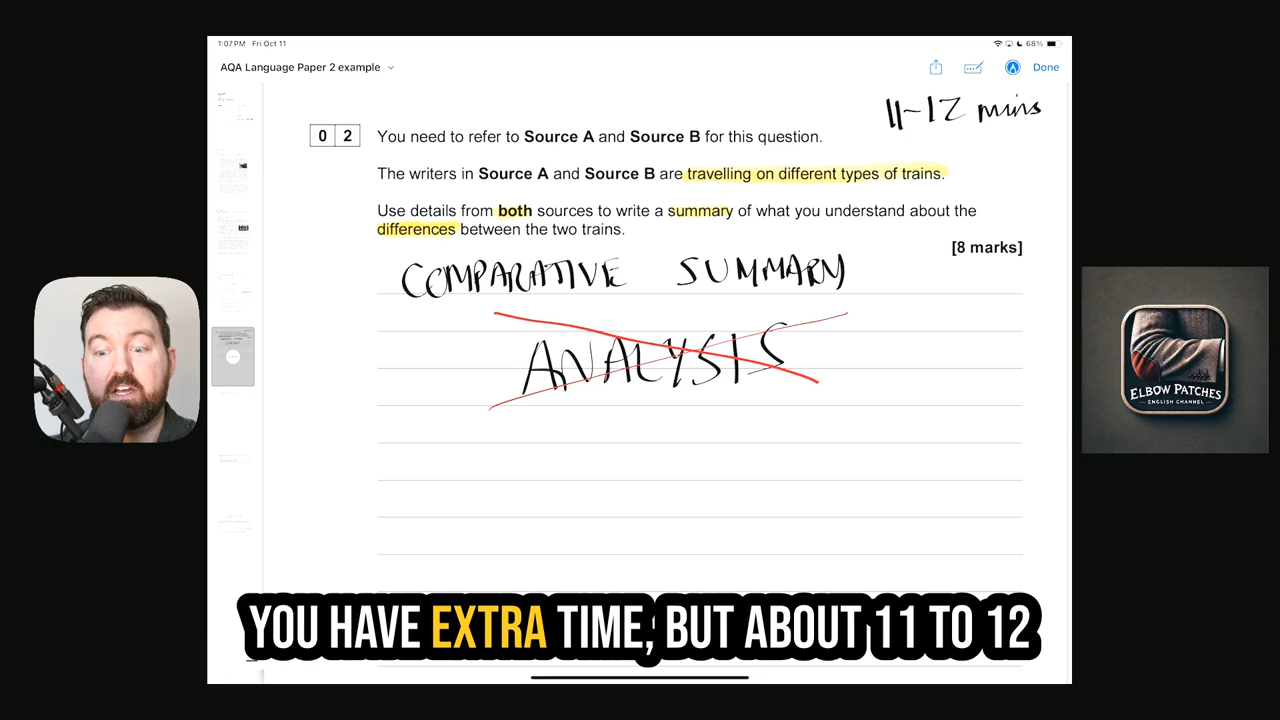 1:07 PM Fri Oct 11
68%
AQA Language Paper 2 example
Done
11-12 mins
0 2
You need to refer to Source A and Source B for this question.
The writers in Source A and Source B are travelling on different types of trains.
Use details from both sources to write a summary of what you understand about the
differences between the two trains.
[8 marks]
COMPARATIVE SUMMARY
ANALYSIS
ELBOW PATCHES
ENGLISH CHANNEL
YOU HAVE EXTRA TIME, BUT ABOUT 11 TO 12